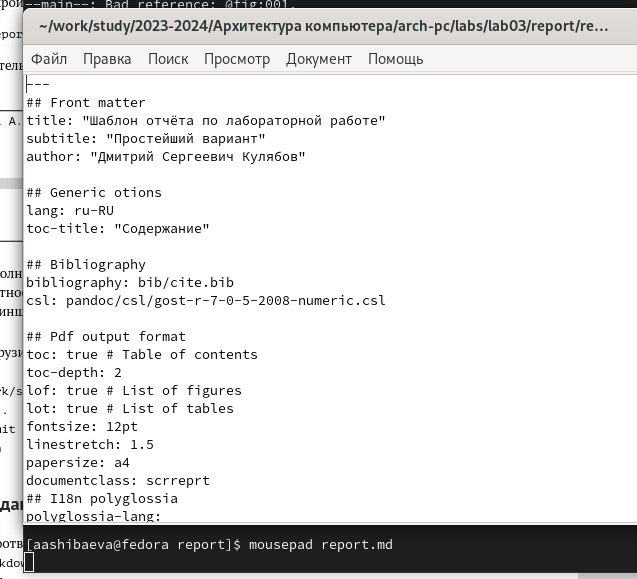 --main--: Bad reference: @fig:001.
~/work/study/2023-2024/Архитектура компьютера/arch-pc/labs/lab03/report/re...
Файл Правка Поиск Просмотр Документ Помощь
---
## Front matter
title: "Шаблон отчёта по лабораторной работе"
subtitle: "Простейший вариант"
author: "Дмитрий Сергеевич Кулябов"
## Generic otions
lang: ru-RU
toc-title: "Содержание"
## Bibliography
bibliography: bib/cite.bib
csl: pandoc/csl/gost-r-7-0-5-2008-numeric.csl
## Pdf output format
toc: true # Table of contents
toc-depth: 2
lof: true # List of figures
lot: true # List of tables
fontsize: 12pt
linestretch: 1.5
papersize: a4
documentclass: scrreprt
## I18n polyglossia
polyglossia-lang:
[aashibaeva@fedora report]$ mousepad report.md